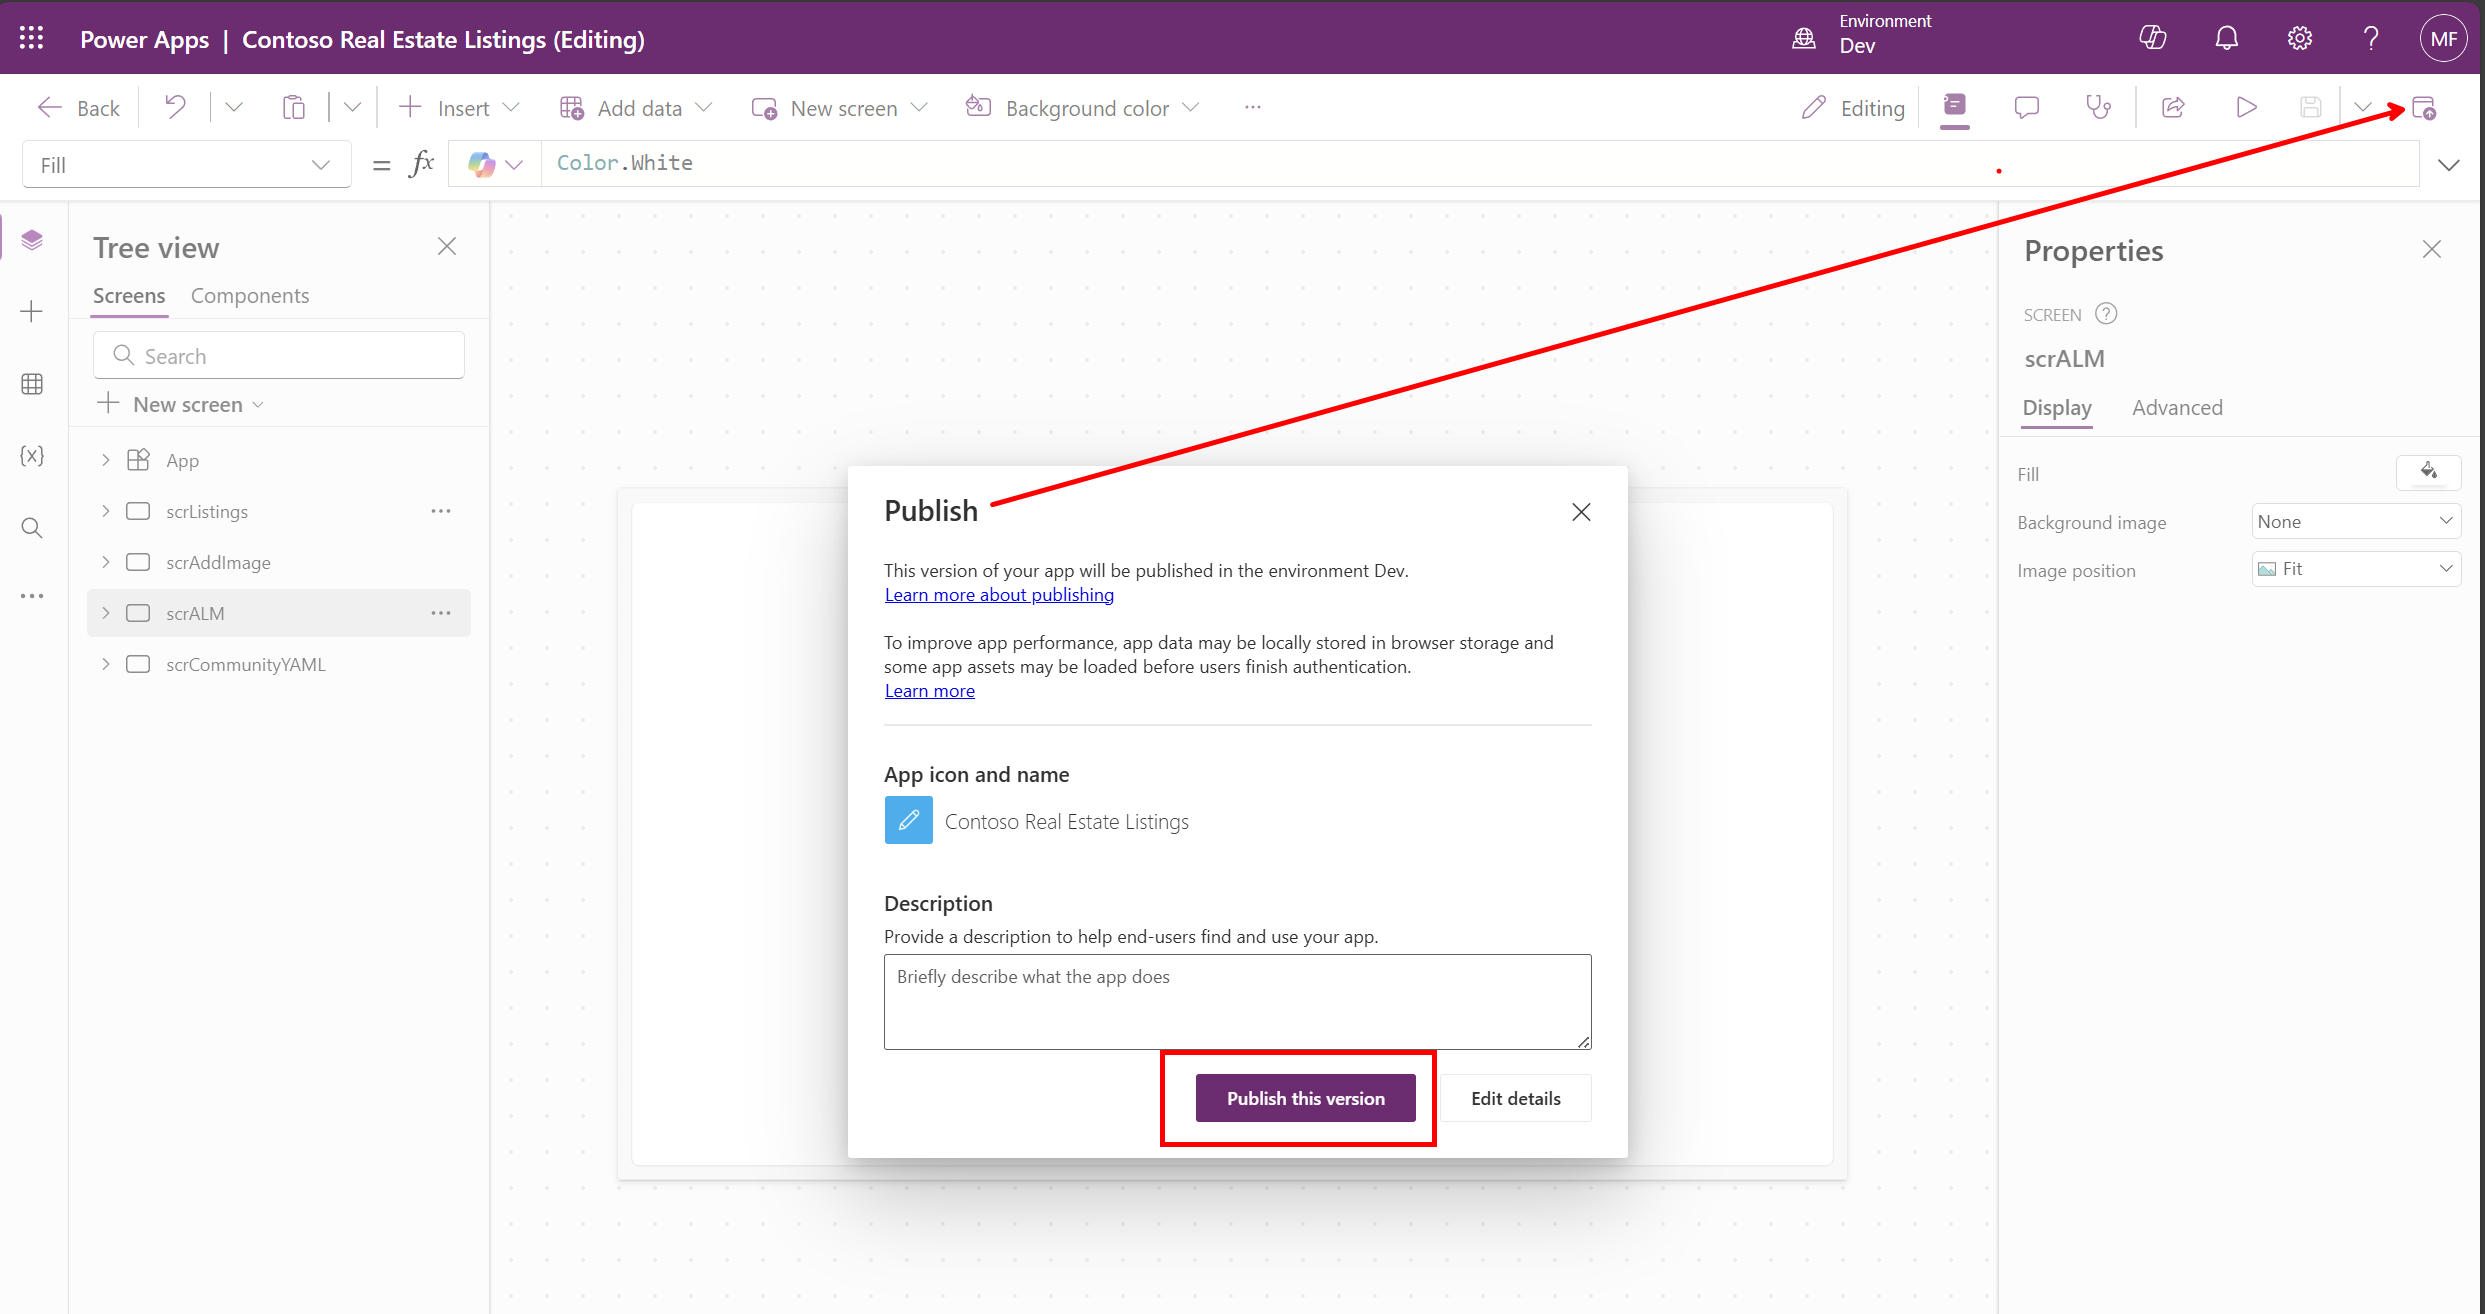 Power Apps | Contoso Real Estate Listings (Editing)
Environment
Dev
MF
Back
Insert
Add data
New screen
Background color
Editing
Fill
= fx
Color.White
Tree view
Screens
Components
Search
New screen
App
scrListings
scrAddImage
scrALM
scrCommunityYAML
Publish
This version of your app will be published in the environment Dev.
Learn more about publishing
To improve app performance, app data may be locally stored in browser storage and
some app assets may be loaded before users finish authentication.
Learn more
App icon and name
Contoso Real Estate Listings
Description
Provide a description to help end-users find and use your app.
Briefly describe what the app does
Publish this version
Edit details
Properties
SCREEN
scrALM
Display
Advanced
Fill
Background image
None
Image position
Fit